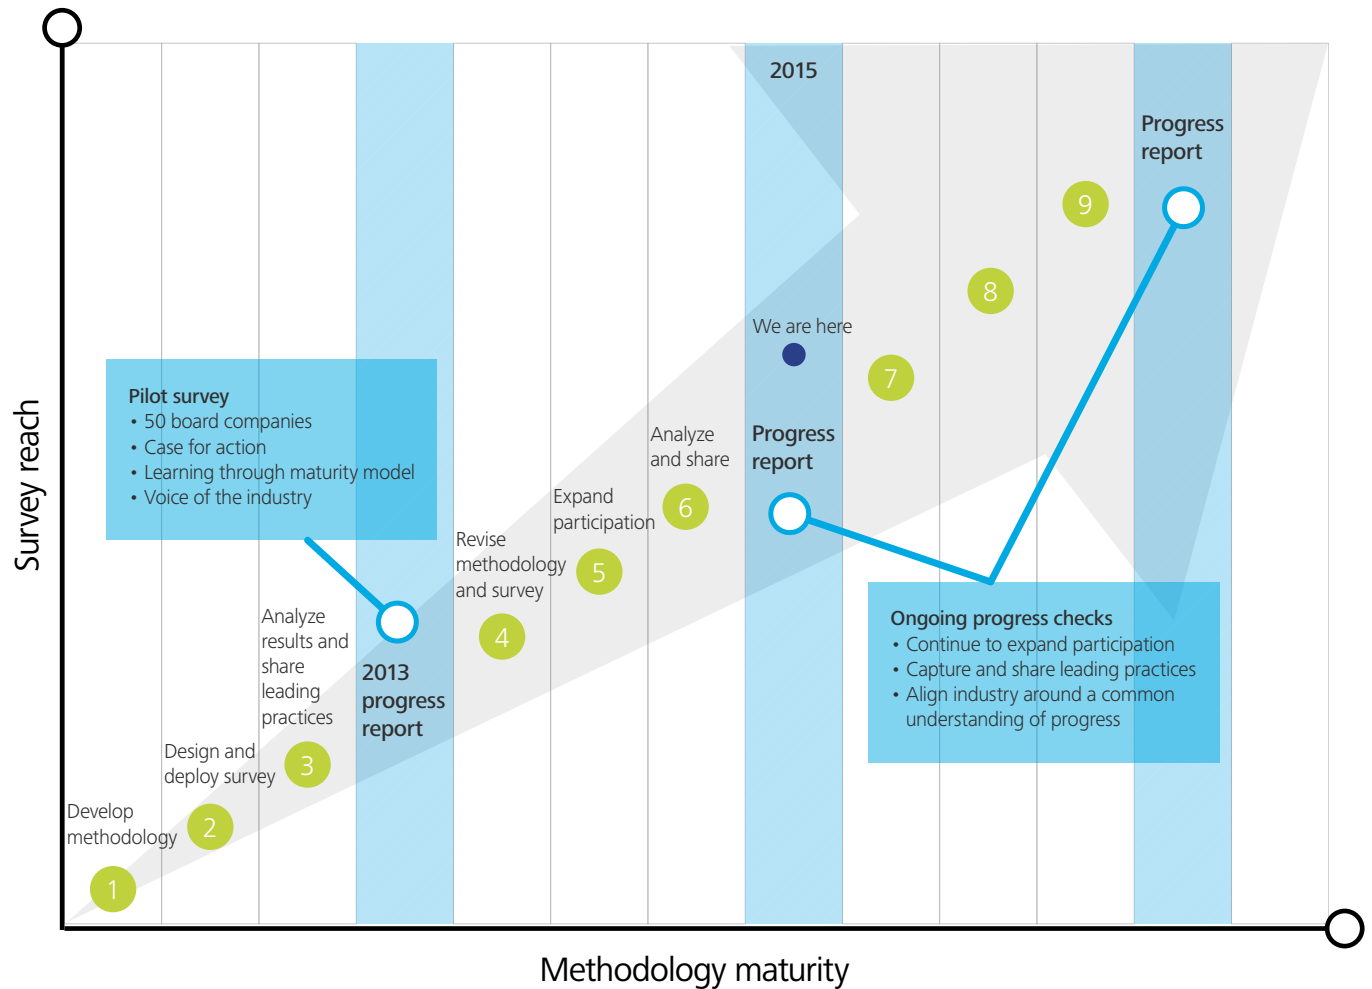 2015
Progress
report
9
8
We are here
7
Pilot survey
• 50 board companies
• Case for action
• Learning through maturity model
• Voice of the industry
Analyze
and share
6
Progress
report
Expand
participation
5
Revise
methodology
and survey
4
Ongoing progress checks
• Continue to expand participation
• Capture and share leading practices
• Align industry around a common
understanding of progress
Analyze
results and
share
leading
practices
3
2013
progress
report
Design and
deploy survey
2
Develop
methodology
1
Survey reach
Methodology maturity